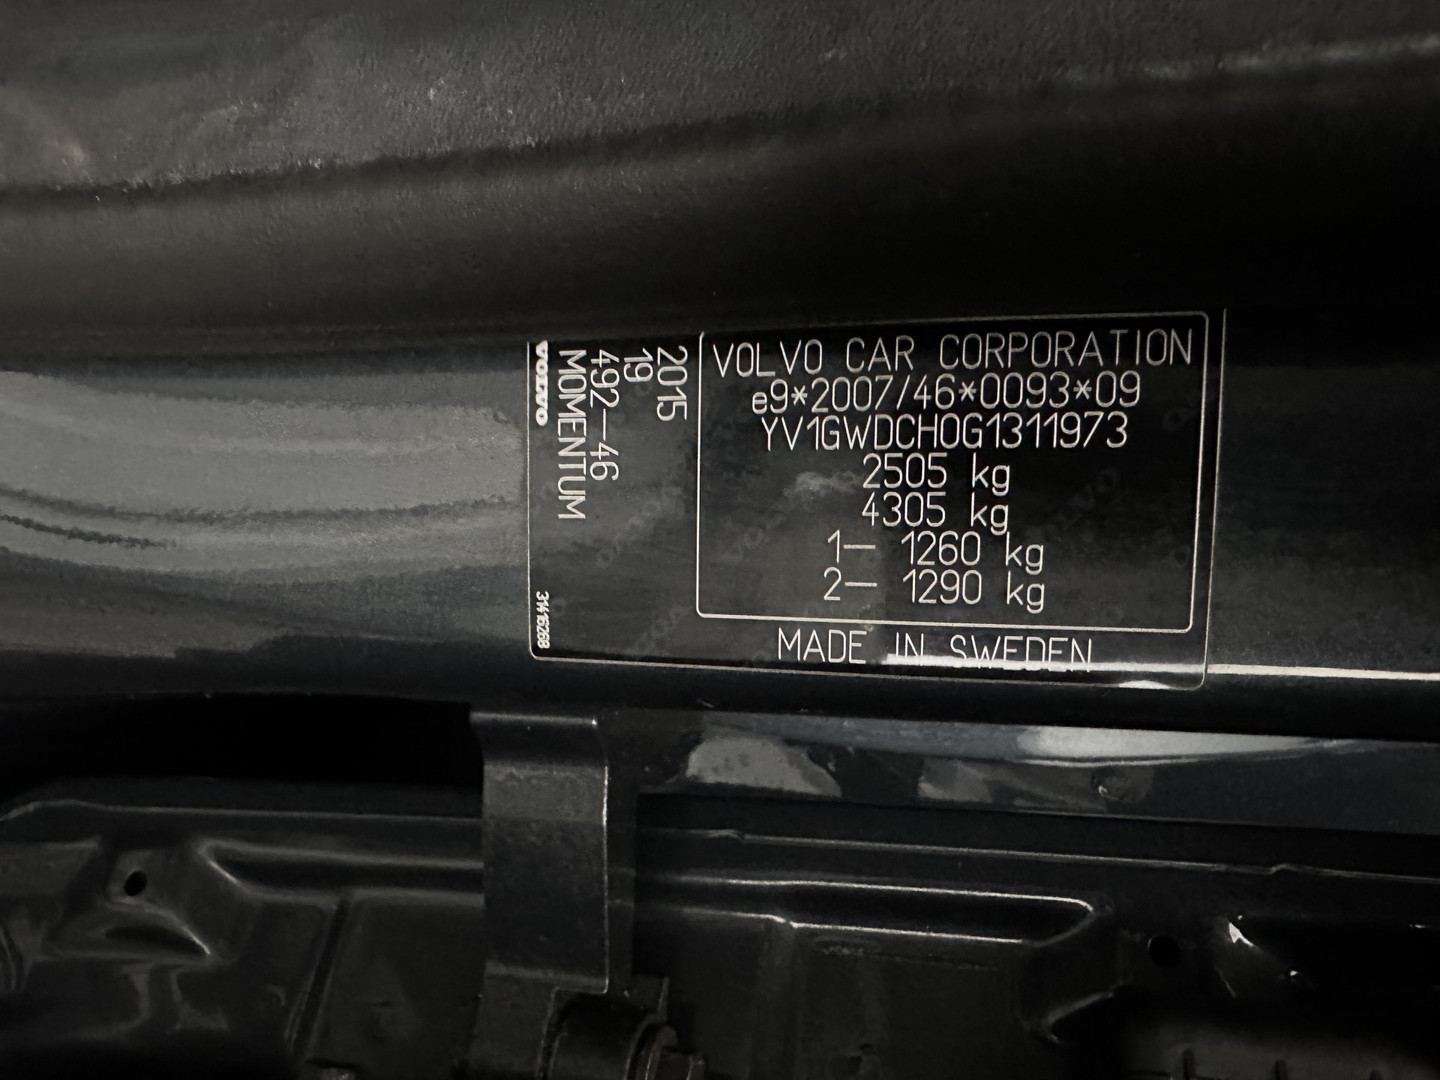 VOLVO CAR CORPORATION
e9*2007/46*0093*09
YV1GWDCH0G1311973
2505 kg
4305 kg
1— 1260 kg
2— 1290 kg
MADE IN SWEDEN
2015
19
492—46
MOMENTUM
VOLVO
31416268